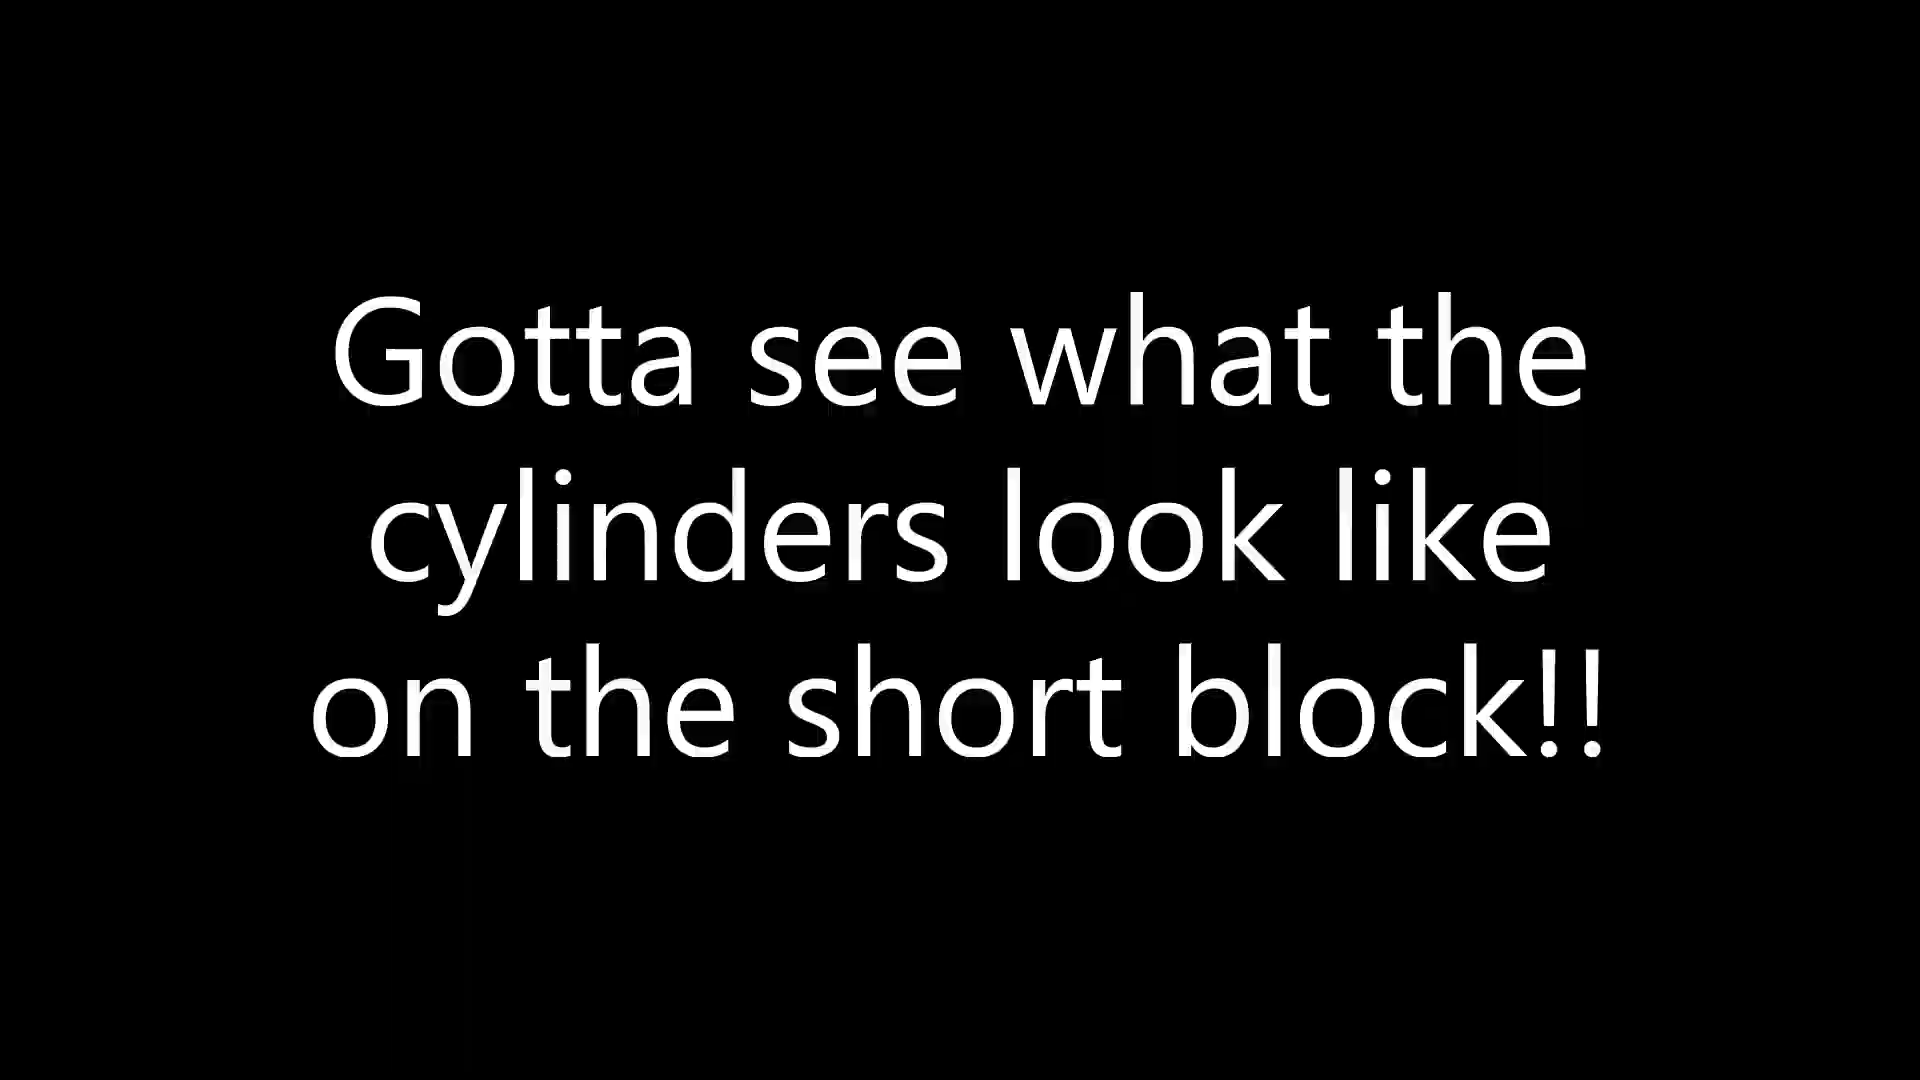 Gotta see what the
cylinders look like
on the short block!!